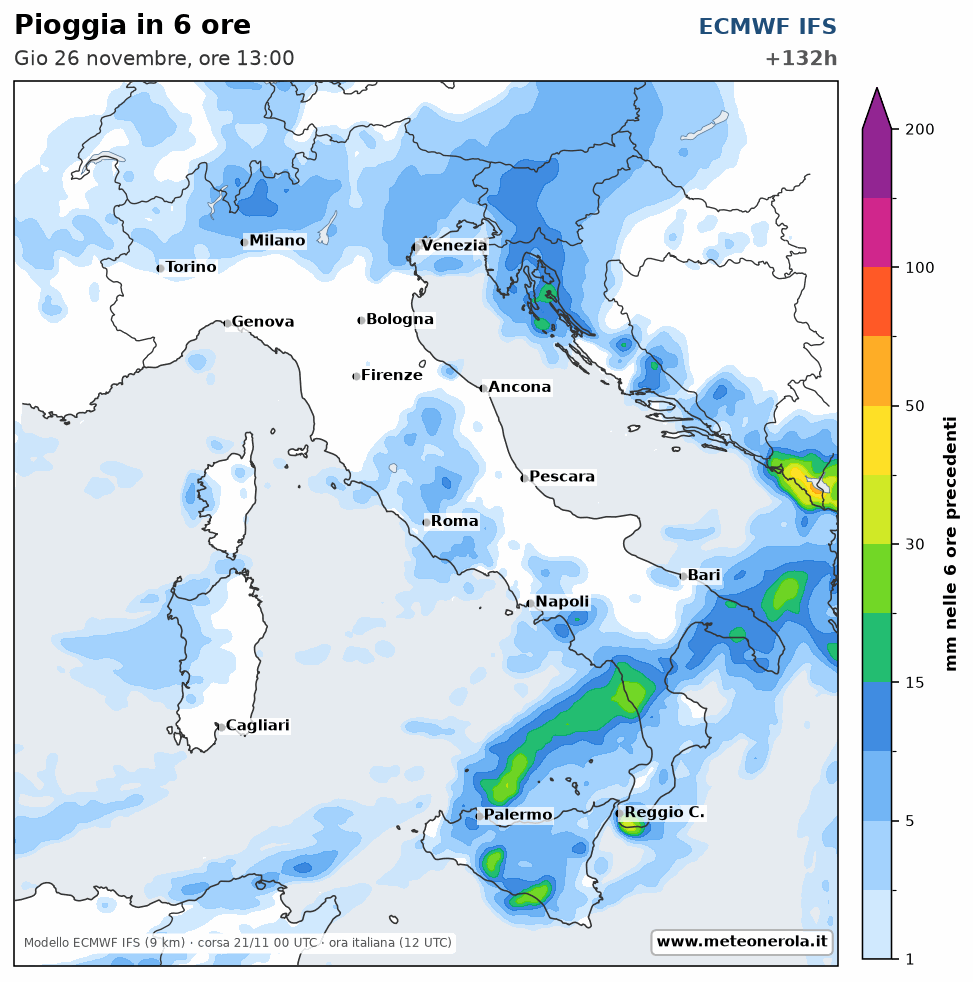 Pioggia in 6 ore
ECMWF IFS
Gio 26 novembre, ore 13:00
+132h
200
100
50
30
15
5
1
mm nelle 6 ore precedenti
Milano
Venezia
Torino
Genova
Bologna
Firenze
Ancona
Pescara
Roma
Bari
Napoli
Cagliari
Palermo
Reggio C.
Modello ECMWF IFS (9 km) · corsa 21/11 00 UTC · ora italiana (12 UTC)
www.meteonerola.it